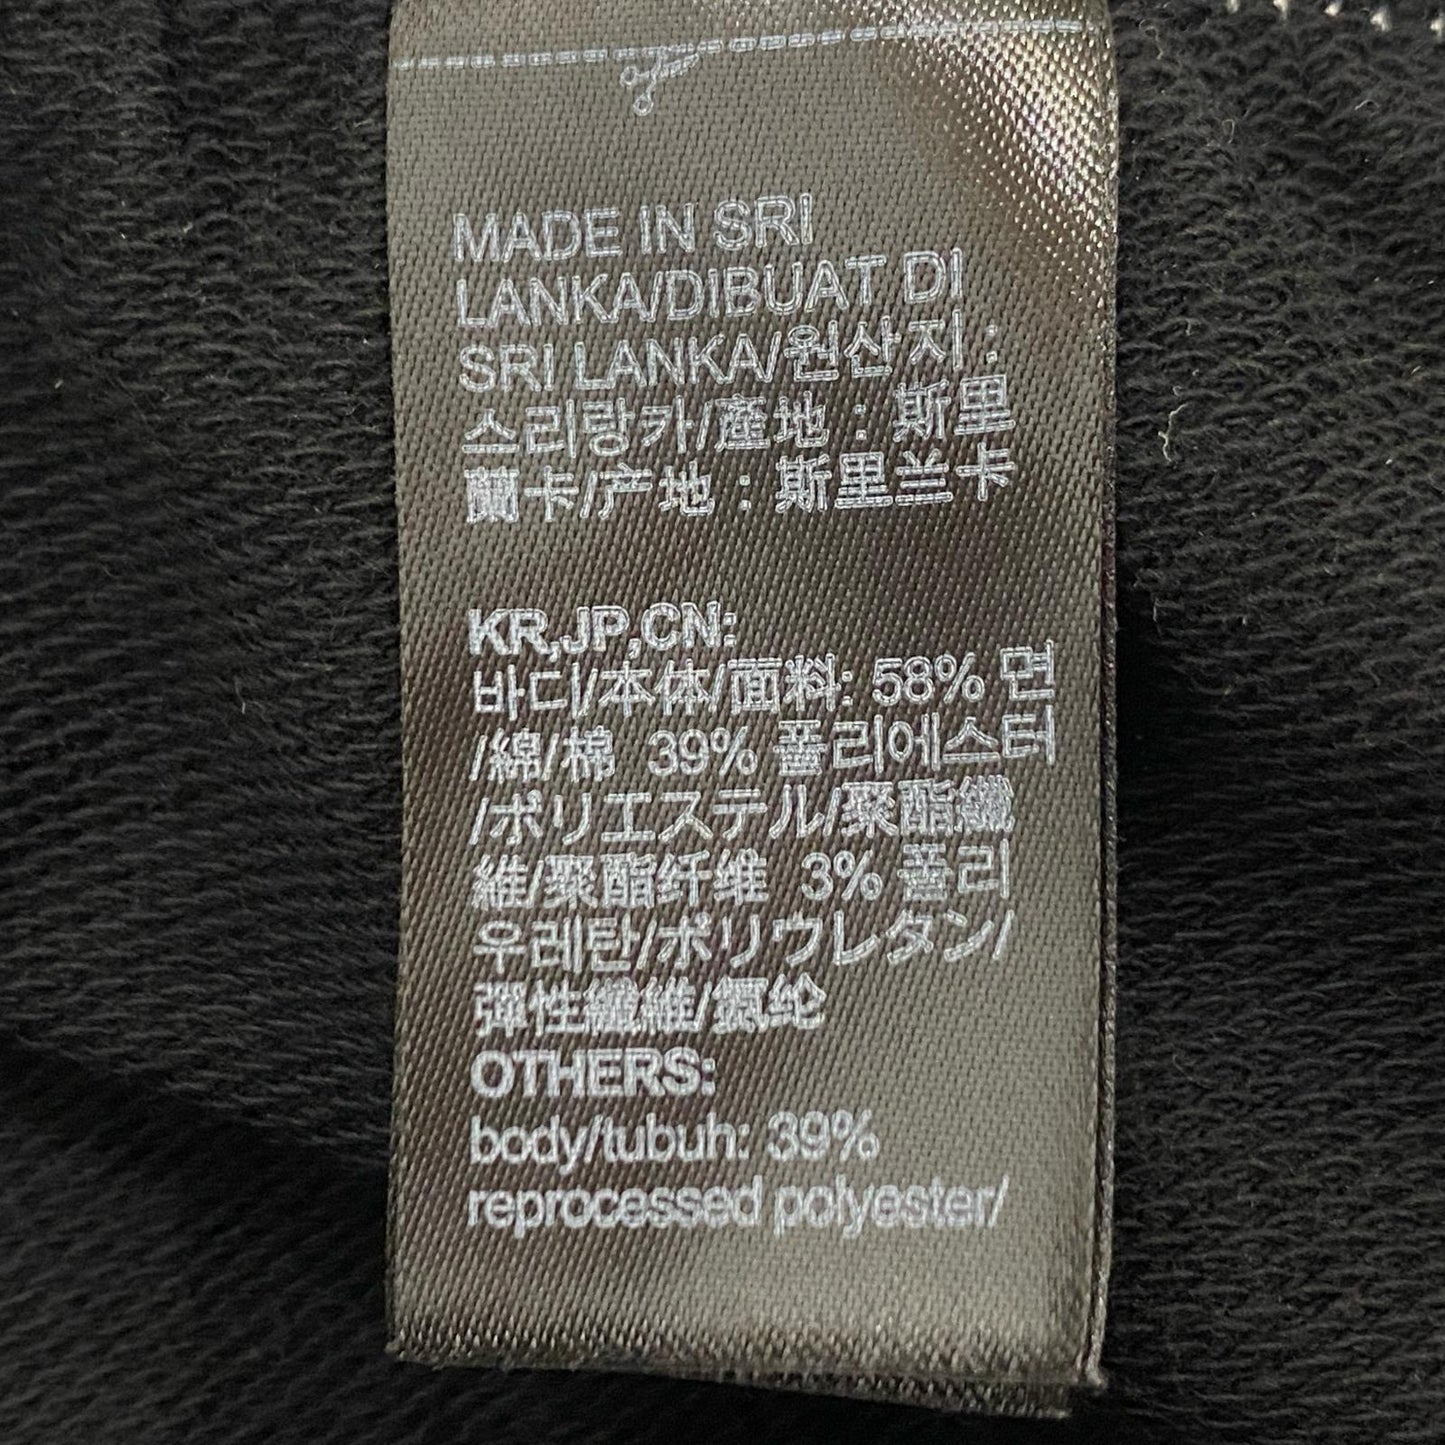 MADE IN SRI
LANKA/DIBUAT DI
SRI LANKA/원산지 :
스리랑카/產地 : 斯里
蘭卡/产地 : 斯里兰卡
KR,JP,CN:
바디/本体/面料: 58% 면
/綿/棉 39% 폴리에스터
/ポリエステル/聚酯纖
維/聚酯纤维 3% 폴리
우레탄/ポリウレタン/
彈性纖維/氨纶
OTHERS:
body/tubuh: 39%
reprocessed polyester/